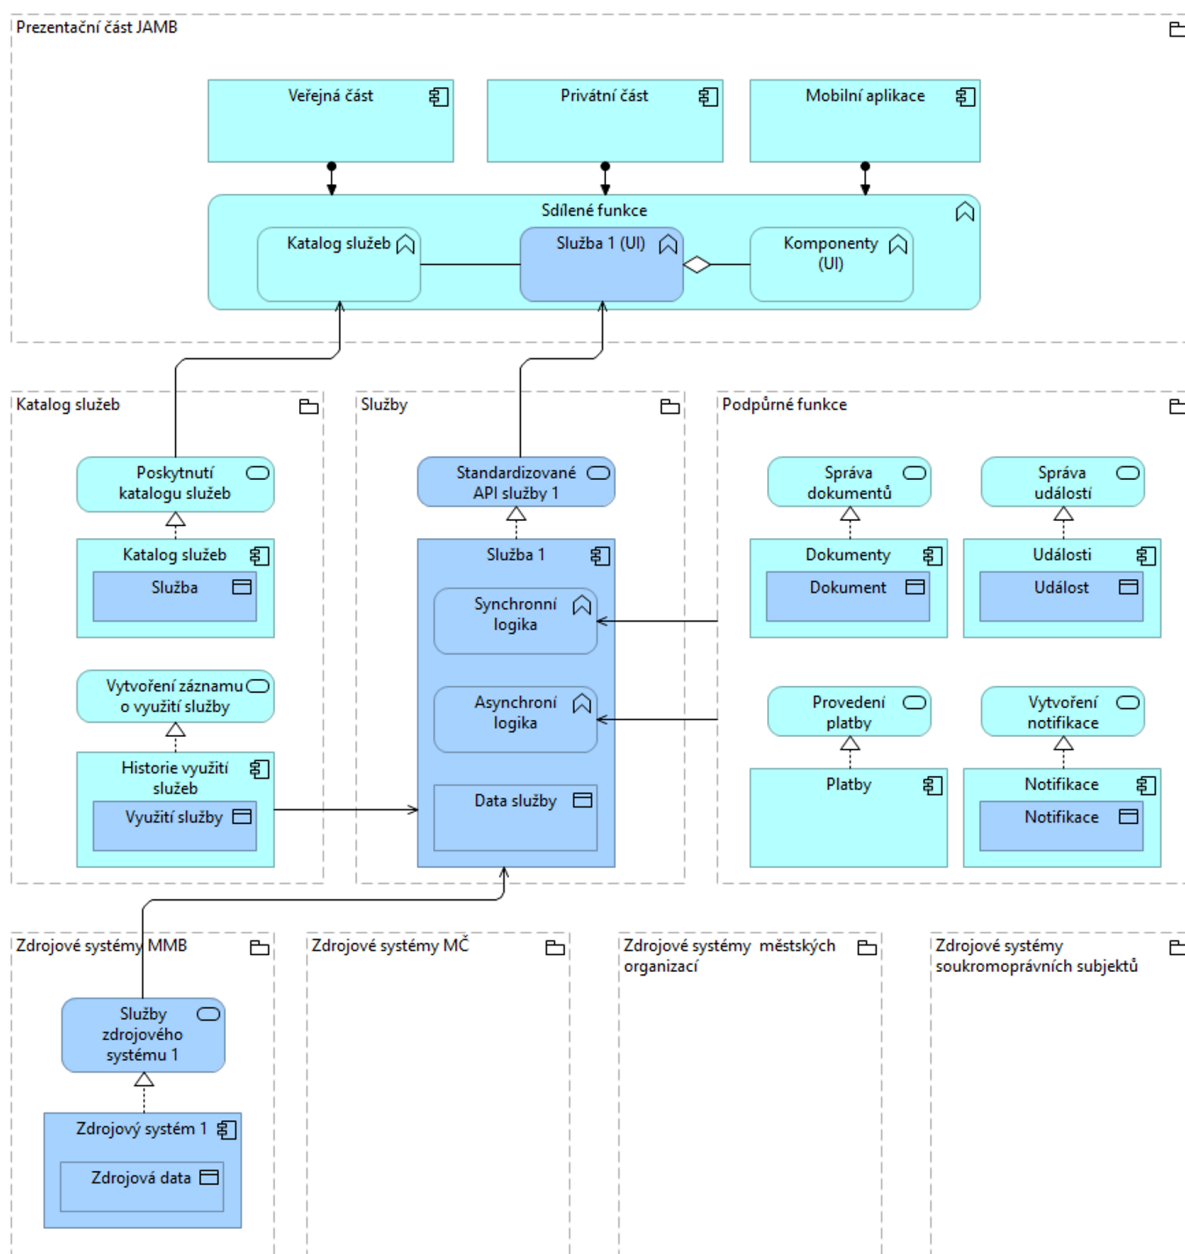 Prezentační část JAMB
Veřejná část
Privátní část
Mobilní aplikace
Sdílené funkce
Katalog služeb
Služba 1 (UI)
Komponenty
(UI)
Katalog služeb
Služby
Podpůrné funkce
Poskytnutí
katalogu služeb
Standardizované
API služby 1
Správa
dokumentů
Správa
událostí
Katalog služeb
Služba
Služba 1
Dokumenty
Dokument
Události
Událost
Synchronní
logika
Vytvoření záznamu
o využití služby
Asynchroní
logika
Provedení
platby
Vytvoření
notifikace
Historie využití
služeb
Využití služby
Data služby
Platby
Notifikace
Notifikace
Zdrojové systémy MMB
Zdrojové systémy MČ
Zdrojové systémy  městských
organizací
Zdrojové systémy
soukromoprávních subjektů
Služby
zdrojového
systému 1
Zdrojový systém 1
Zdrojová data